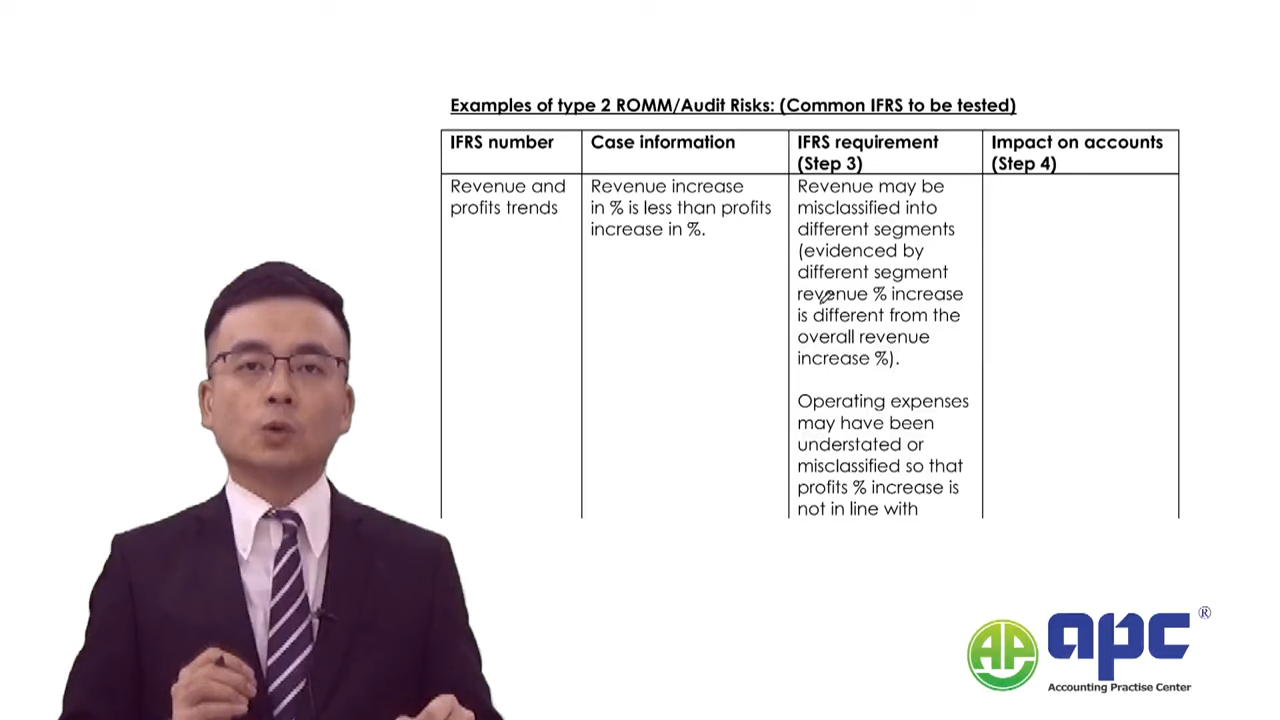 Examples of type 2 ROMM/Audit Risks: (Common IFRS to be tested)
IFRS number
Case information
IFRS requirement
(Step 3)
Impact on accounts
(Step 4)
Revenue and
profits trends
Revenue increase
in % is less than profits
increase in %.
Revenue may be
misclassified into
different segments
(evidenced by
different segment
revenue % increase
is different from the
overall revenue
increase %).
Operating expenses
may have been
understated or
misclassified so that
profits % increase is
not in line with
AP
apc®
Accounting Practise Center